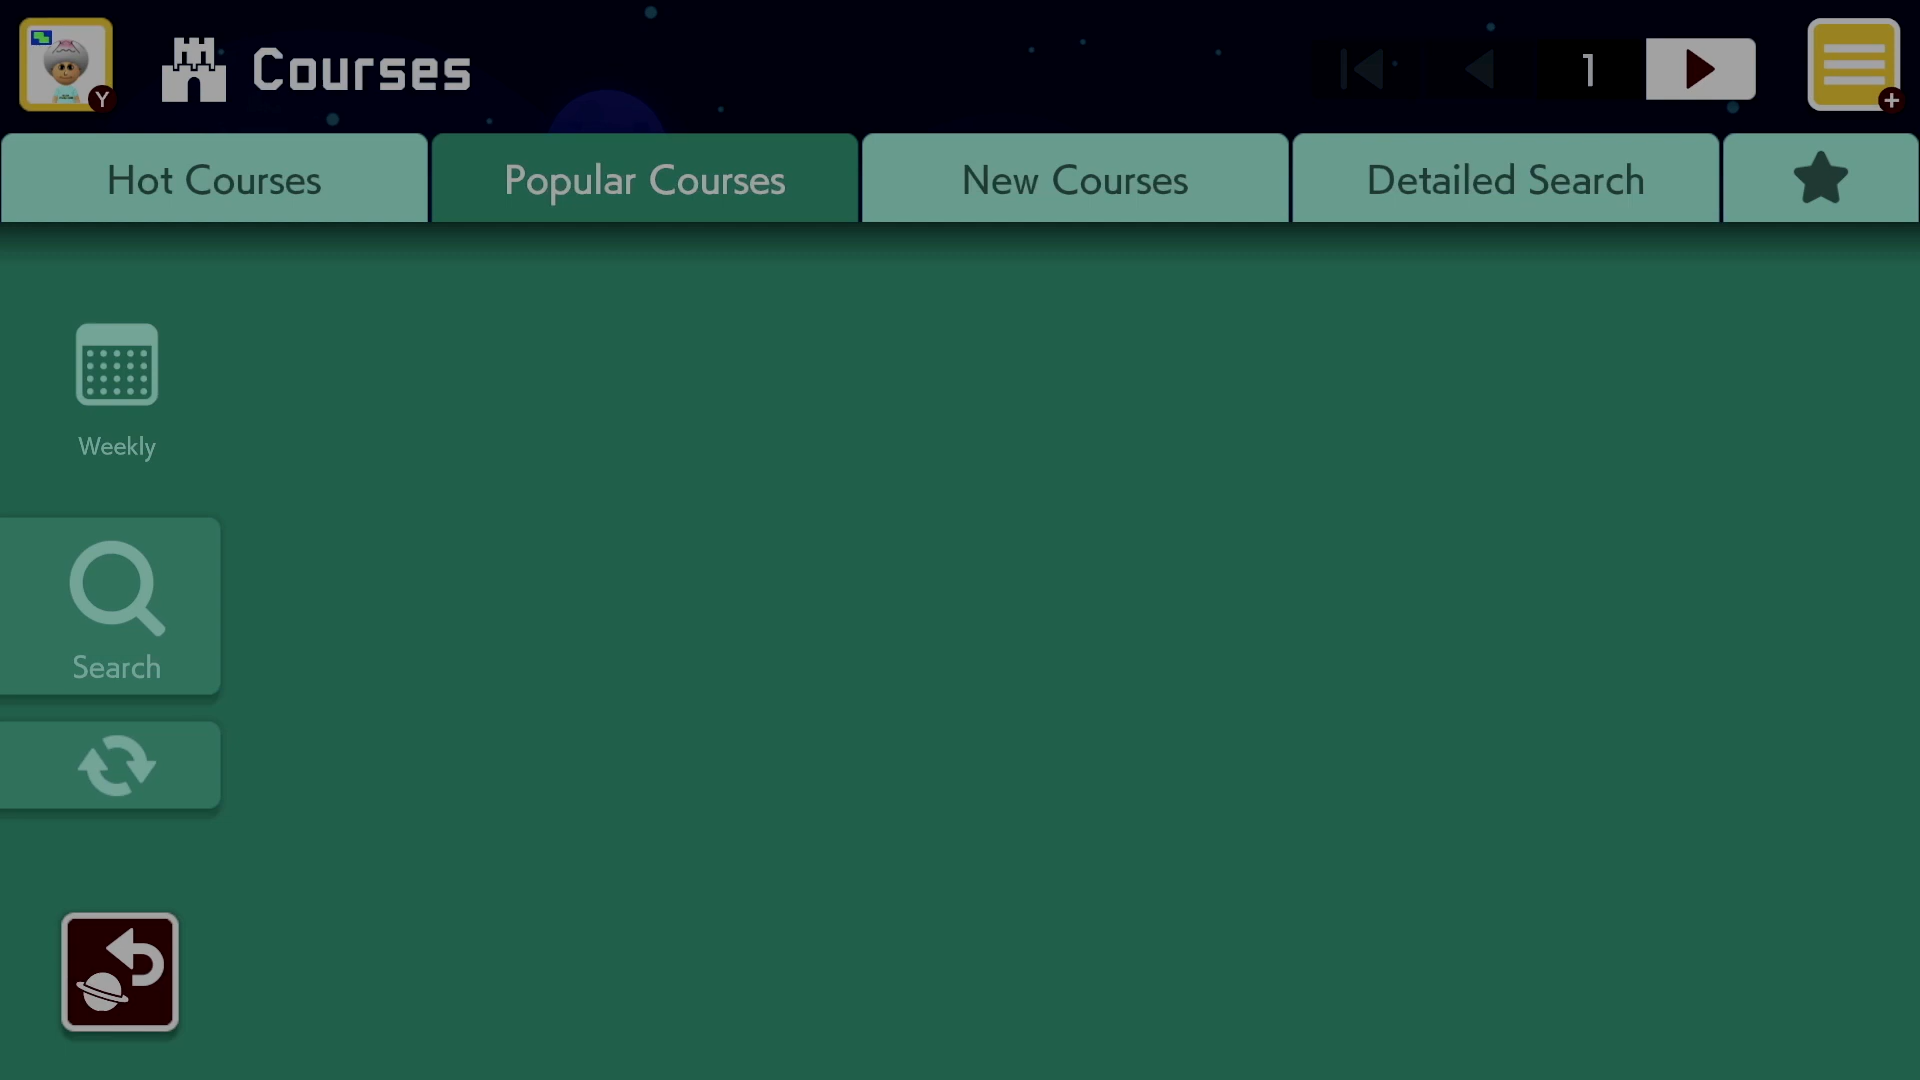 Y
Courses
1
+
Hot Courses
Popular Courses
New Courses
Detailed Search
Weekly
Search